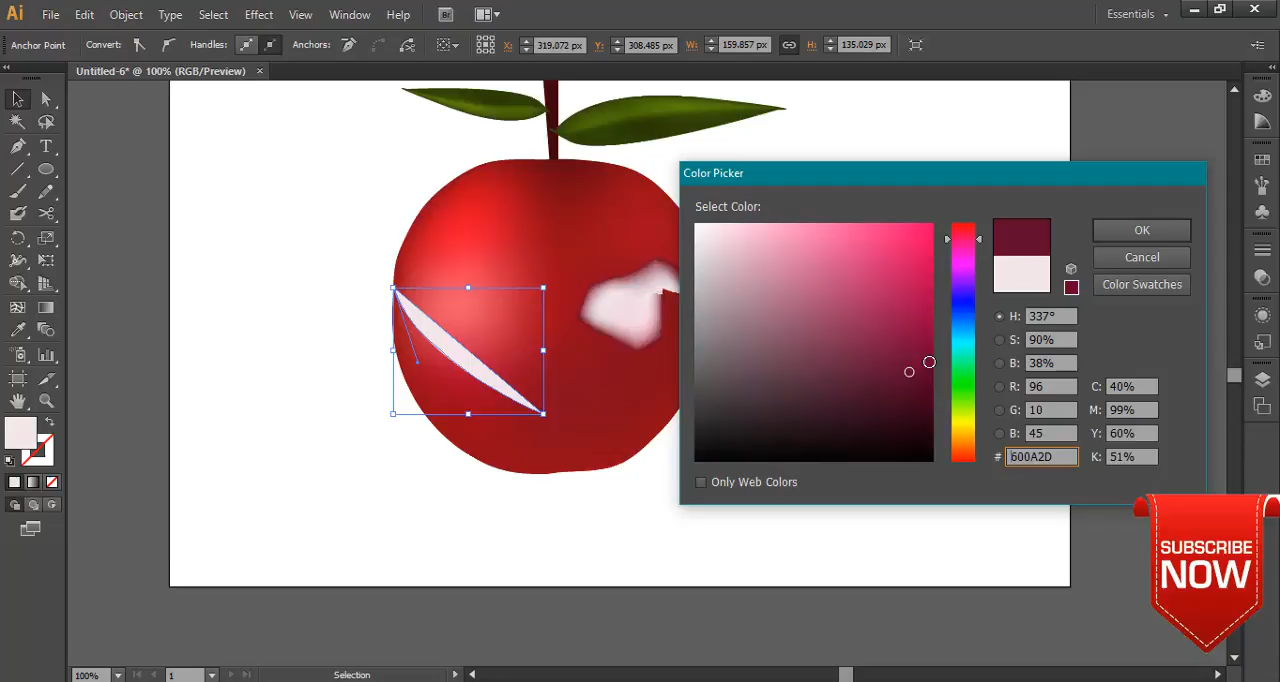 Ai File Edit Object Type Select Effect View Window Help Br Essentials
Anchor Point Convert: Handles: Anchors: X: 319.072 px Y: 308.485 px W: 159.857 px H: 135.029 px
Untitled-6* @ 100% (RGB/Preview) ×
T
Color Picker
Select Color:
OK
Cancel
Color Swatches
H: 337°
S: 90%
B: 38%
R: 96 C: 40%
G: 10 M: 99%
B: 45 Y: 60%
# 600A2D K: 51%
Only Web Colors
SUBSCRIBE
NOW
100% 1 Selection